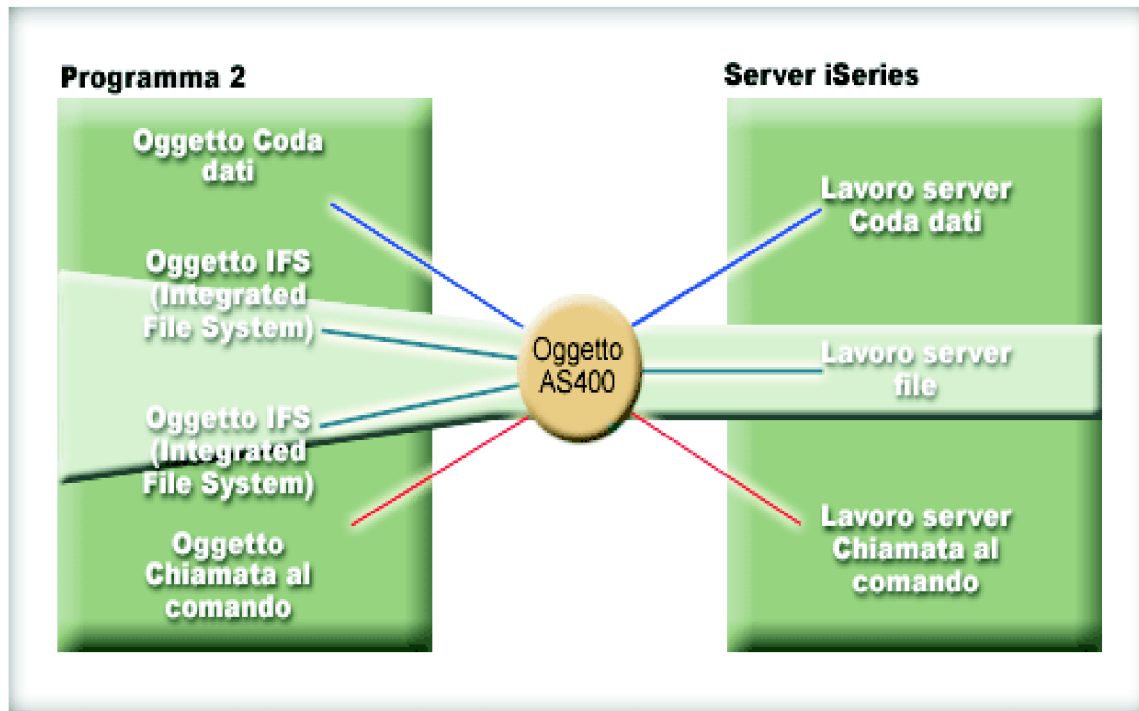 Programma 2
Oggetto Coda
dati
Oggetto IFS
(Integrated
File System)
Oggetto IFS
(Integrated
File System)
Oggetto
Chiamata al
comando
Oggetto
AS400
Server iSeries
Lavoro server
Coda dati
Lavoro server
file
Lavoro server
Chiamata al
comando